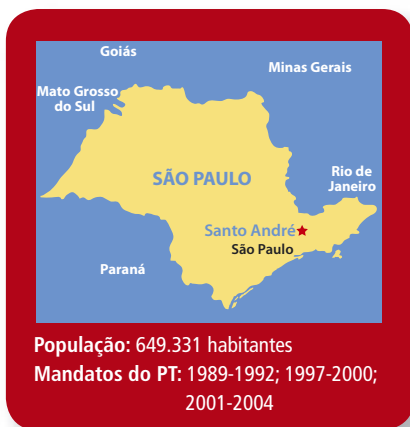 Goiás
Minas Gerais
Mato Grosso
do Sul
SÃO PAULO
Rio de
Janeiro
Santo André
São Paulo
Paraná
População: 649.331 habitantes
Mandatos do PT: 1989-1992; 1997-2000;
2001-2004